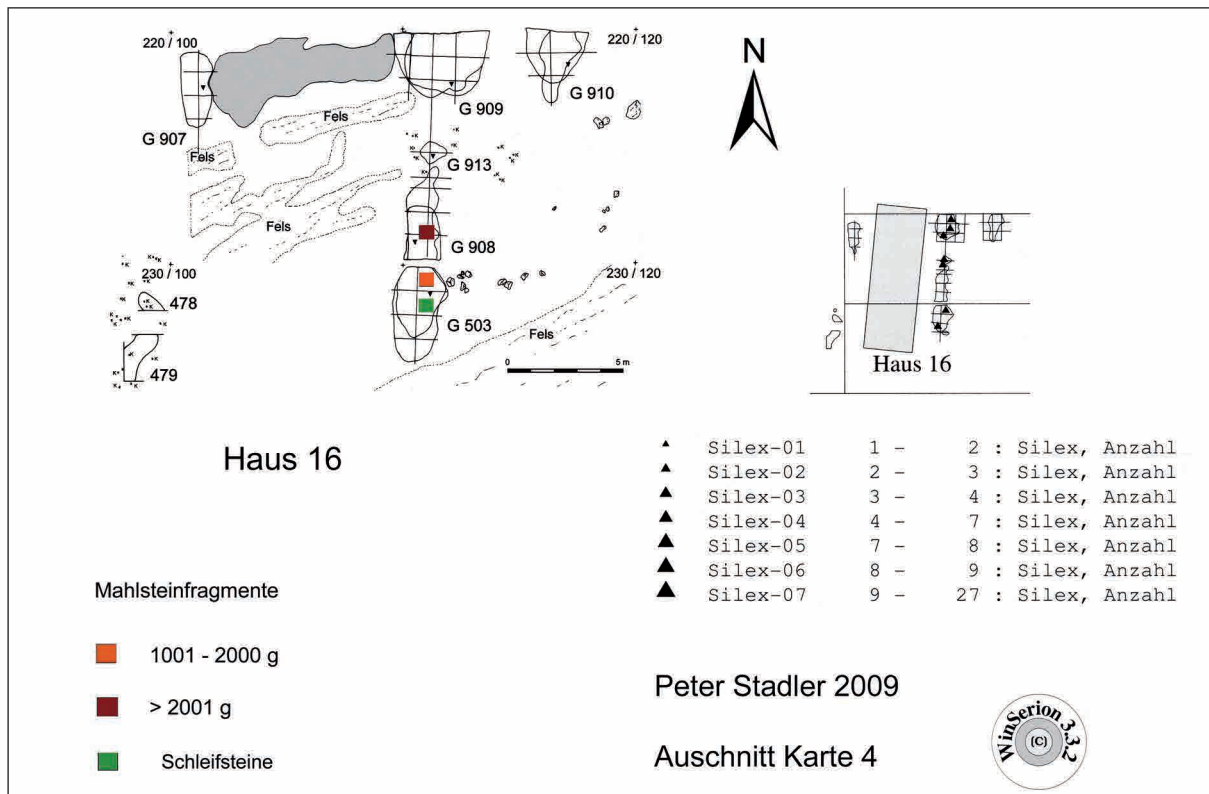 220 / 100
220 / 120
G 907
G 909
G 910
Fels
Fels
Fels
G 913
G 908
230 / 100
230 / 120
478
479
G 503
Fels
0 5 m
N
Haus 16
Haus 16
Silex-01 1 - 2 : Silex, Anzahl
Silex-02 2 - 3 : Silex, Anzahl
Silex-03 3 - 4 : Silex, Anzahl
Silex-04 4 - 7 : Silex, Anzahl
Silex-05 7 - 8 : Silex, Anzahl
Silex-06 8 - 9 : Silex, Anzahl
Silex-07 9 - 27 : Silex, Anzahl
Mahlsteinfragmente
1001 - 2000 g
> 2001 g
Schleifsteine
Peter Stadler 2009
Auschnitt Karte 4
WinSerion 3.3.2
(C)